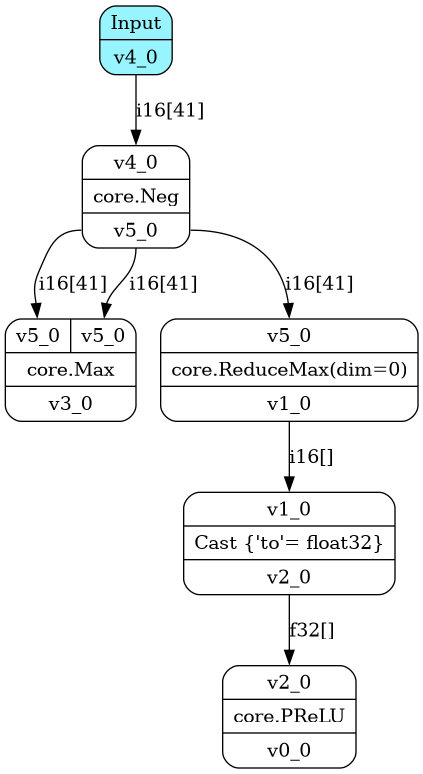 Input
v4_0
i16[41]
v4_0
core.Neg
v5_0
i16[41]
i16[41]
i16[41]
v5_0 v5_0
core.Max
v3_0
v5_0
core.ReduceMax(dim=0)
v1_0
i16[]
v1_0
Cast {'to'= float32}
v2_0
f32[]
v2_0
core.PReLU
v0_0